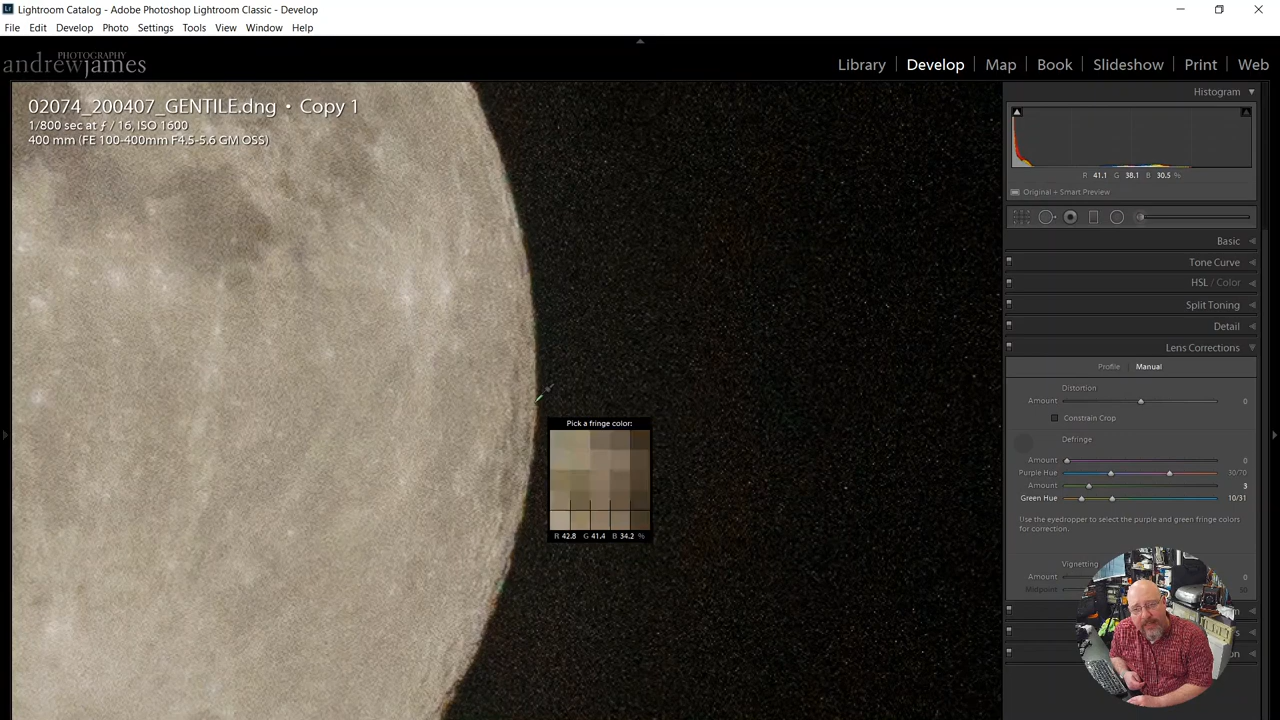 Lightroom Catalog - Adobe Photoshop Lightroom Classic - Develop
File Edit Develop Photo Settings Tools View Window Help
PHOTOGRAPHY
andrewjames
Library Develop Map Book Slideshow Print Web
02074_200407_GENTILE.dng • Copy 1
1/800 sec at ƒ / 16, ISO 1600
400 mm (FE 100-400mm F4.5-5.6 GM OSS)
Histogram
R 41.1 G 38.1 B 30.5 %
Original + Smart Preview
Basic
Tone Curve
HSL / Color
Split Toning
Detail
Lens Corrections
Profile Manual
Distortion
Amount 0
Constrain Crop
Defringe
Amount 0
Purple Hue 30/70
Amount 3
Green Hue 10/31
(Use the eyedropper to select the purple and green fringe colors
for correction.
Vignetting
Amount 0
Midpoint 50
Pick a fringe color:
R 42.8 G 41.4 B 34.2 %